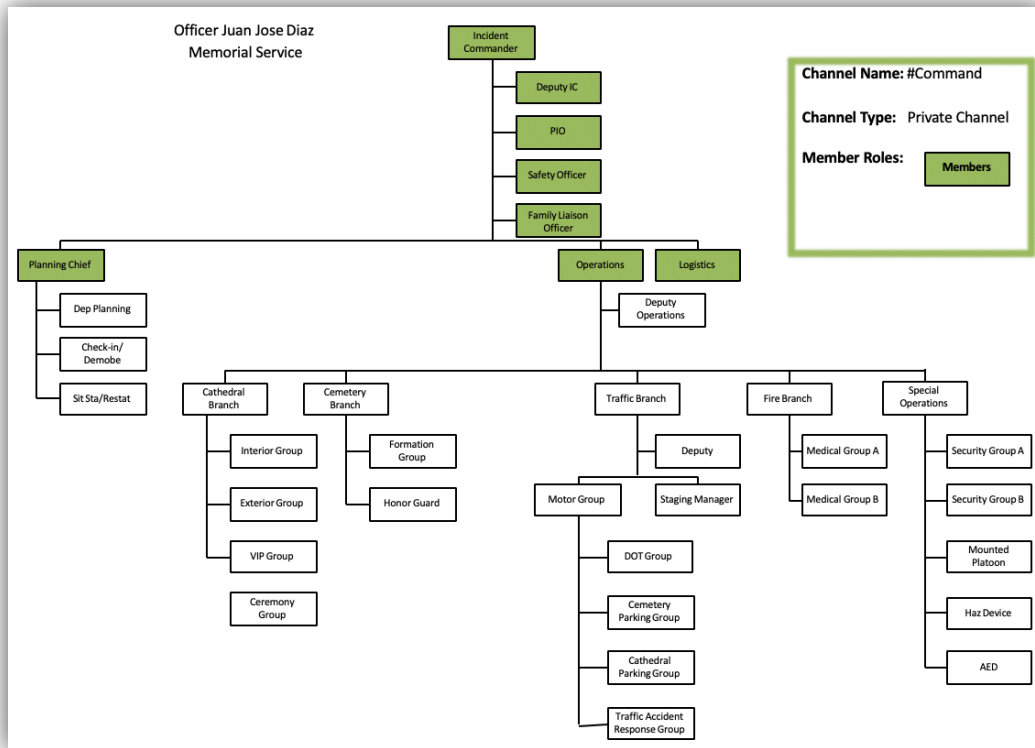 Officer Juan Jose Diaz
Memorial Service
Incident
Commander
Deputy IC
PIO
Safety Officer
Family Liaison
Officer
Channel Name: #Command
Channel Type: Private Channel
Member Roles:
Members
Planning Chief
Operations
Logistics
Dep Planning
Check-in/
Demobe
Sit Sta/Restat
Deputy
Operations
Cathedral
Branch
Cemetery
Branch
Traffic Branch
Fire Branch
Special
Operations
Interior Group
Exterior Group
VIP Group
Ceremony
Group
Formation
Group
Honor Guard
Deputy
Motor Group
Staging Manager
DOT Group
Cemetery
Parking Group
Cathedral
Parking Group
Traffic Accident
Response Group
Medical Group A
Medical Group B
Security Group A
Security Group B
Mounted
Platoon
Haz Device
AED